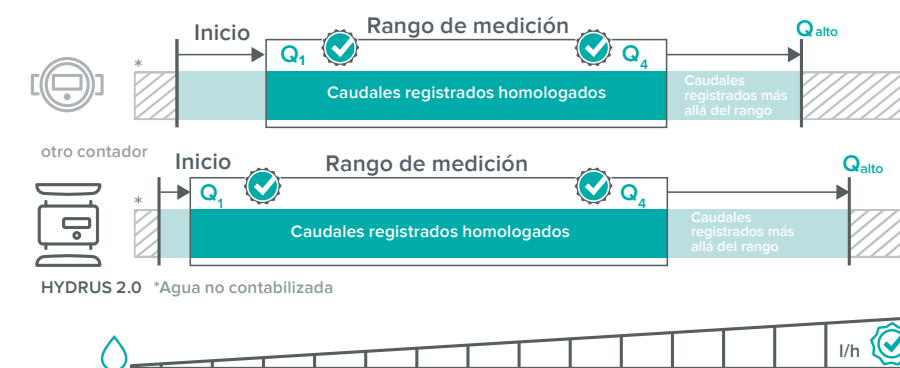 Inicio
Rango de medición
Q alto
Q1
Q4
*
Caudales registrados homologados
Caudales
registrados más
allá del rango
otro contador
Inicio
Rango de medición
Qalto
Q1
Q4
*
Caudales registrados homologados
Caudales
registrados más
allá del rango
HYDRUS 2.0 *Agua no contabilizada
l/h